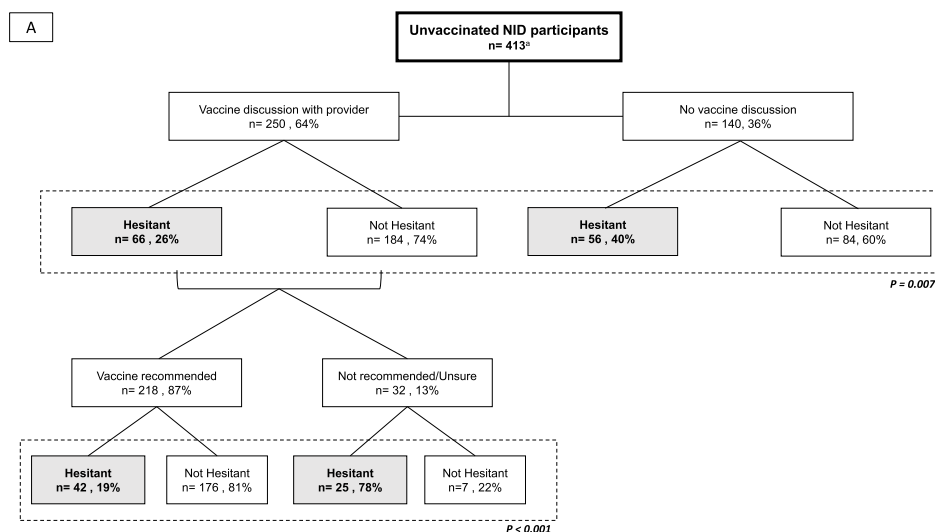 A
Unvaccinated NID participants
n= 413ᵃ
Vaccine discussion with provider
n= 250 , 64%
No vaccine discussion
n= 140, 36%
Hesitant
n= 66 , 26%
Not Hesitant
n= 184 , 74%
Hesitant
n= 56 , 40%
Not Hesitant
n= 84, 60%
P = 0.007
Vaccine recommended
n= 218 , 87%
Not recommended/Unsure
n= 32 , 13%
Hesitant
n= 42 , 19%
Not Hesitant
n= 176 , 81%
Hesitant
n= 25 , 78%
Not Hesitant
n=7 , 22%
P < 0.001